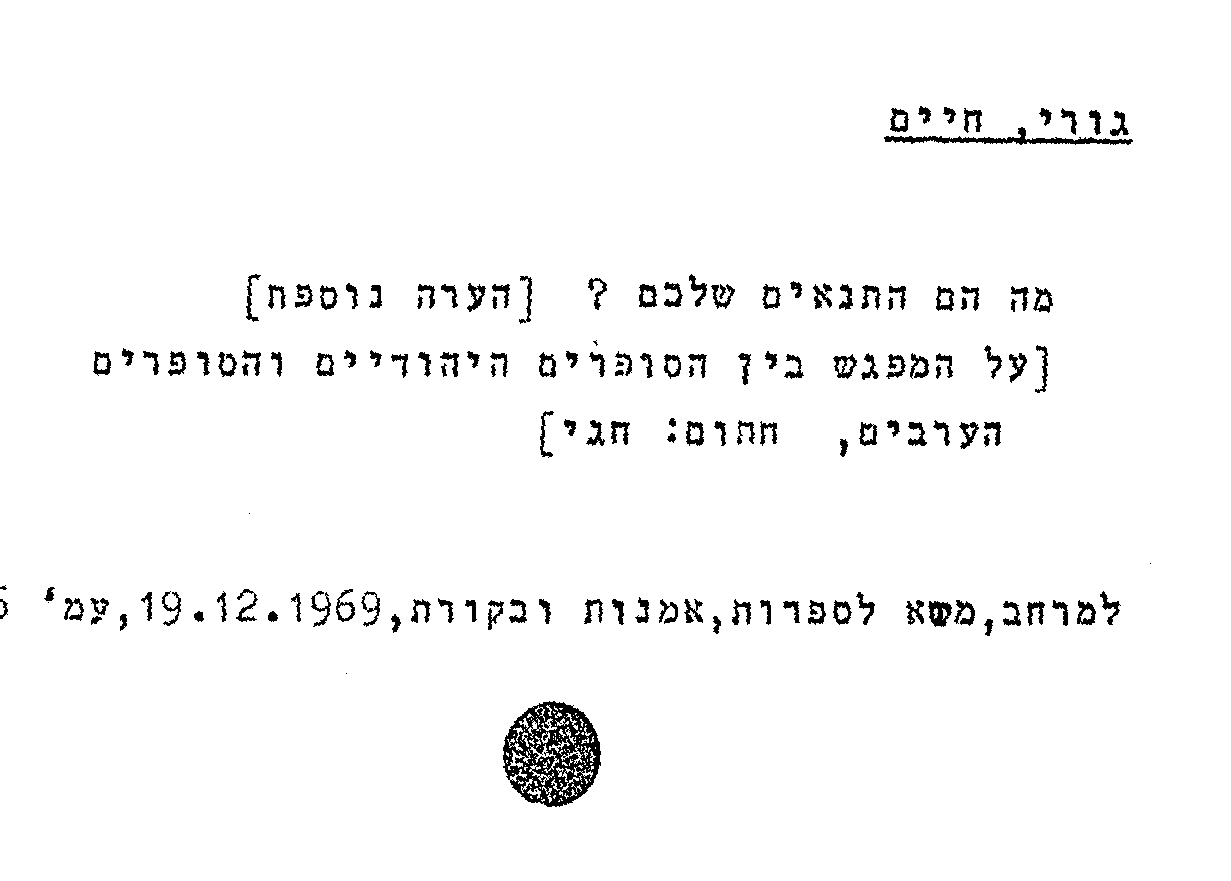 גורי, חיים
מה הם התנאים שלכם ? [הערה נוספת]
[על המפגש בין הסופרים היהודיים והסופרים
הערבים, חתום: חגי]
למרחב,משא לספרות,אמנות ובקורת,19.12.1969,עמ'